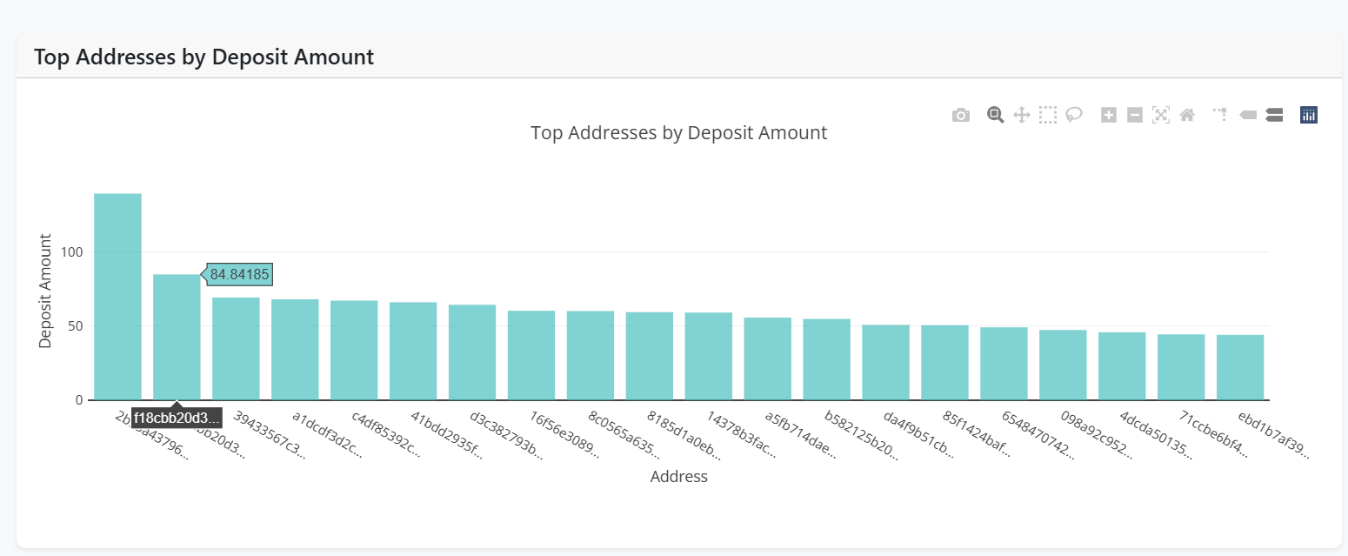 Top Addresses by Deposit Amount
Top Addresses by Deposit Amount
Deposit Amount
100
50
0
84.84185
f18cbb20d3...
39433567c3...
a1dcdf3d2c...
c4df85392c...
41bdd2935f...
d3c382793b...
16f56e3089...
8c0565a635...
8185d1a0eb...
14378b3fac...
a5fb714dae...
b582125b20...
da4f9b51cb...
85f1424baf...
6548470742...
098a92c952...
4dcda50135...
71ccbe6bf4...
ebd1b7af39...
Address